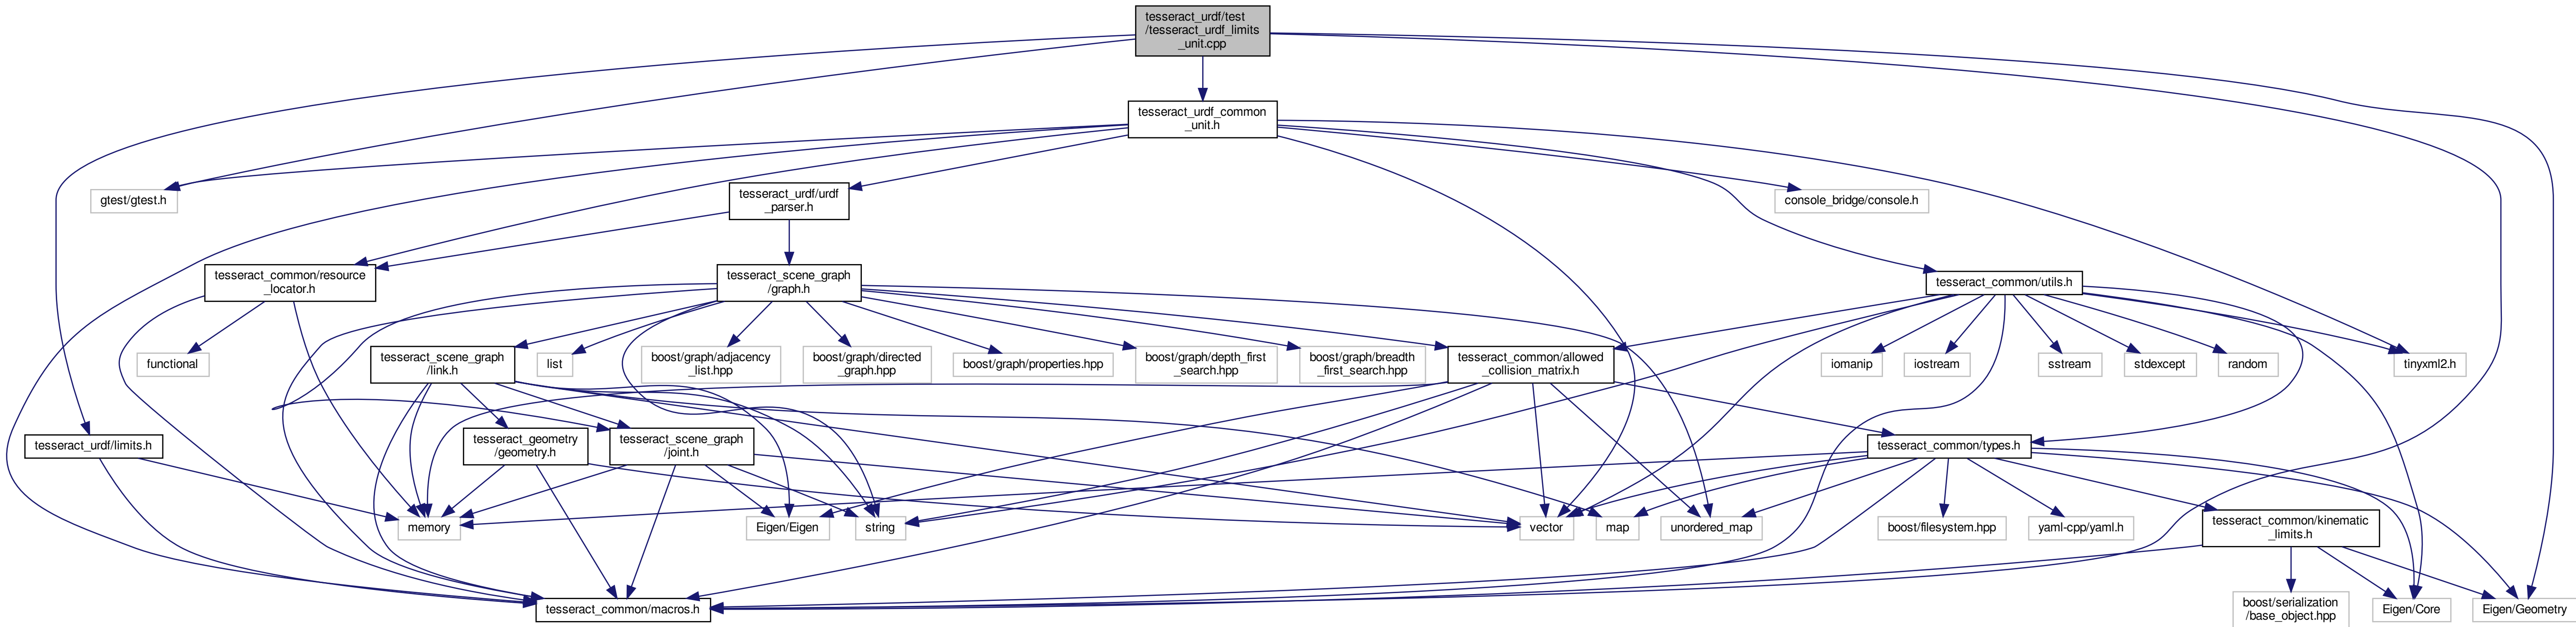 tesseract_urdf/test
/tesseract_urdf_limits
_unit.cpp
tesseract_urdf_common
_unit.h
gtest/gtest.h
tesseract_urdf/urdf
_parser.h
console_bridge/console.h
tesseract_common/resource
_locator.h
tesseract_scene_graph
/graph.h
tesseract_common/utils.h
functional
tesseract_scene_graph
/link.h
list
boost/graph/adjacency
_list.hpp
boost/graph/directed
_graph.hpp
boost/graph/properties.hpp
boost/graph/depth_first
_search.hpp
boost/graph/breadth
_first_search.hpp
tesseract_common/allowed
_collision_matrix.h
iomanip
iostream
sstream
stdexcept
random
tinyxml2.h
tesseract_urdf/limits.h
tesseract_geometry
/geometry.h
tesseract_scene_graph
/joint.h
tesseract_common/types.h
memory
Eigen/Eigen
string
vector
map
unordered_map
boost/filesystem.hpp
yaml-cpp/yaml.h
tesseract_common/kinematic
_limits.h
tesseract_common/macros.h
boost/serialization
/base_object.hpp
Eigen/Core
Eigen/Geometry